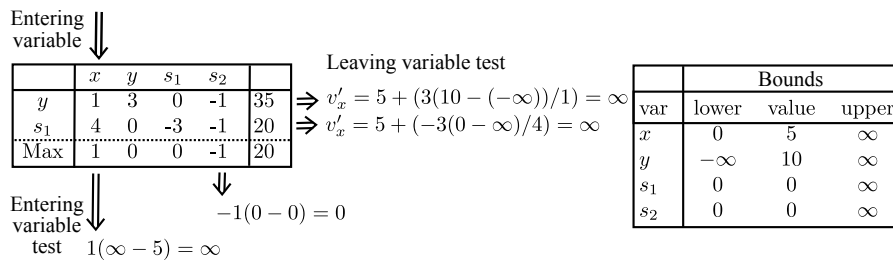 Entering
variable
x y s₁ s₂
y 1 3 0 -1 35
s₁ 4 0 -3 -1 20
Max 1 0 0 -1 20
Leaving variable test
⇒ v′ₓ = 5 + (3(10 − (−∞))/1) = ∞
⇒ v′ₓ = 5 + (−3(0 − ∞)/4) = ∞
Entering
variable
test
1(∞ − 5) = ∞
−1(0 − 0) = 0
Bounds
var lower value upper
x 0 5 ∞
y −∞ 10 ∞
s₁ 0 0 ∞
s₂ 0 0 ∞